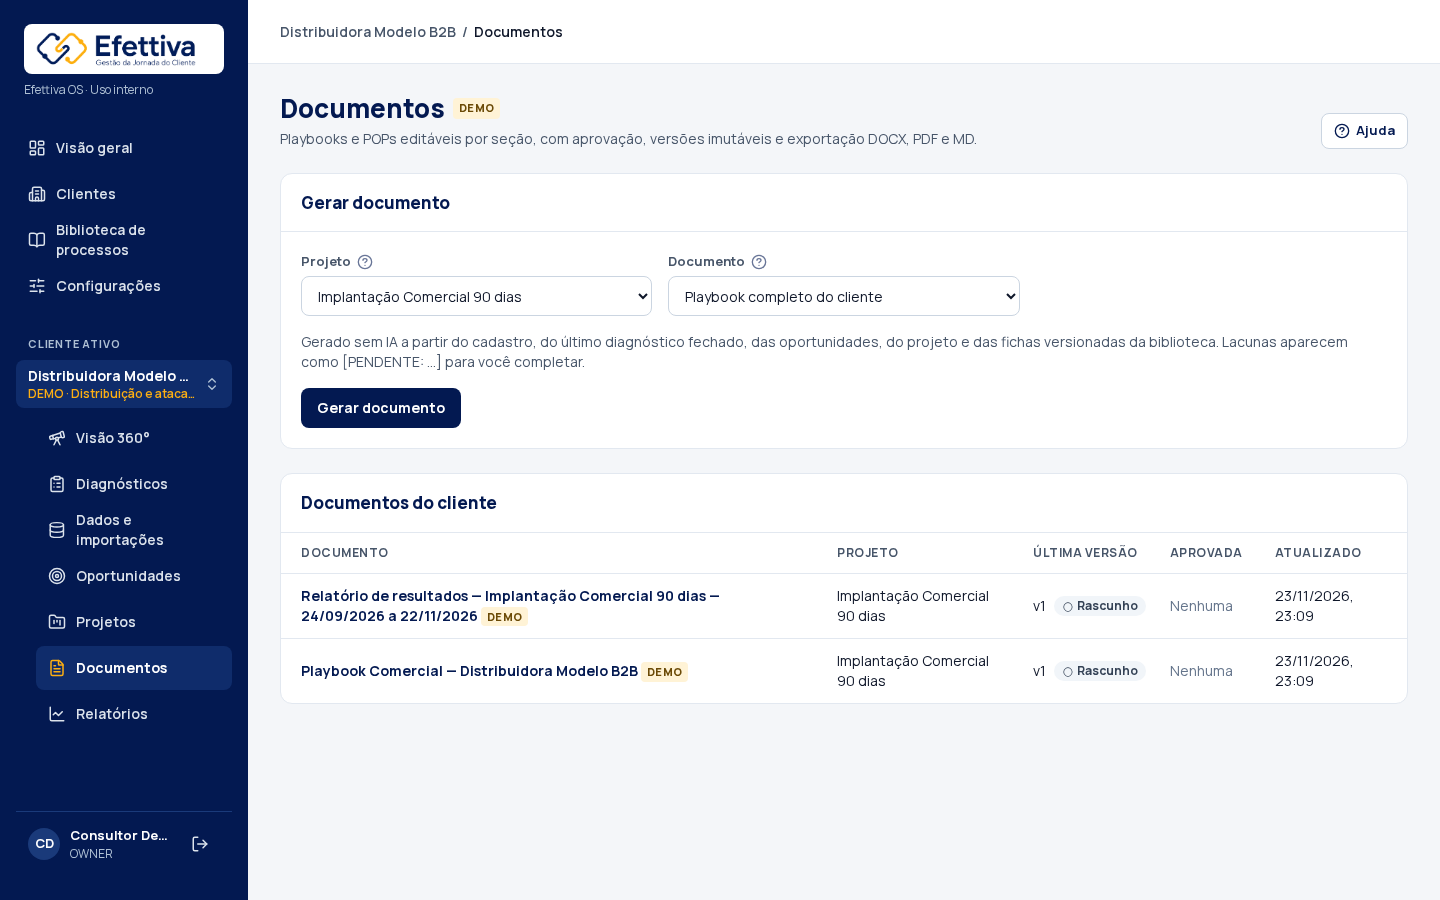 Efettiva
Gestão da Jornada do Cliente
Efettiva OS · Uso interno
Visão geral
Clientes
Biblioteca de
processos
Configurações
CLIENTE ATIVO
Distribuidora Modelo ...
DEMO · Distribuição e ataca...
Visão 360°
Diagnósticos
Dados e
importações
Oportunidades
Projetos
Documentos
Relatórios
CD
Consultor De...
OWNER
Distribuidora Modelo B2B / Documentos
Documentos DEMO
Playbooks e POPs editáveis por seção, com aprovação, versões imutáveis e exportação DOCX, PDF e MD.
Ajuda
Gerar documento
Projeto ?
Documento ?
Implantação Comercial 90 dias
Playbook completo do cliente
Gerado sem IA a partir do cadastro, do último diagnóstico fechado, das oportunidades, do projeto e das fichas versionadas da biblioteca. Lacunas aparecem
como [PENDENTE: ...] para você completar.
Gerar documento
Documentos do cliente
DOCUMENTO PROJETO ÚLTIMA VERSÃO APROVADA ATUALIZADO
Relatório de resultados — Implantação Comercial 90 dias —
24/09/2026 a 22/11/2026 DEMO
Implantação Comercial
90 dias
v1 Rascunho
Nenhuma
23/11/2026,
23:09
Playbook Comercial — Distribuidora Modelo B2B DEMO
Implantação Comercial
90 dias
v1 Rascunho
Nenhuma
23/11/2026,
23:09